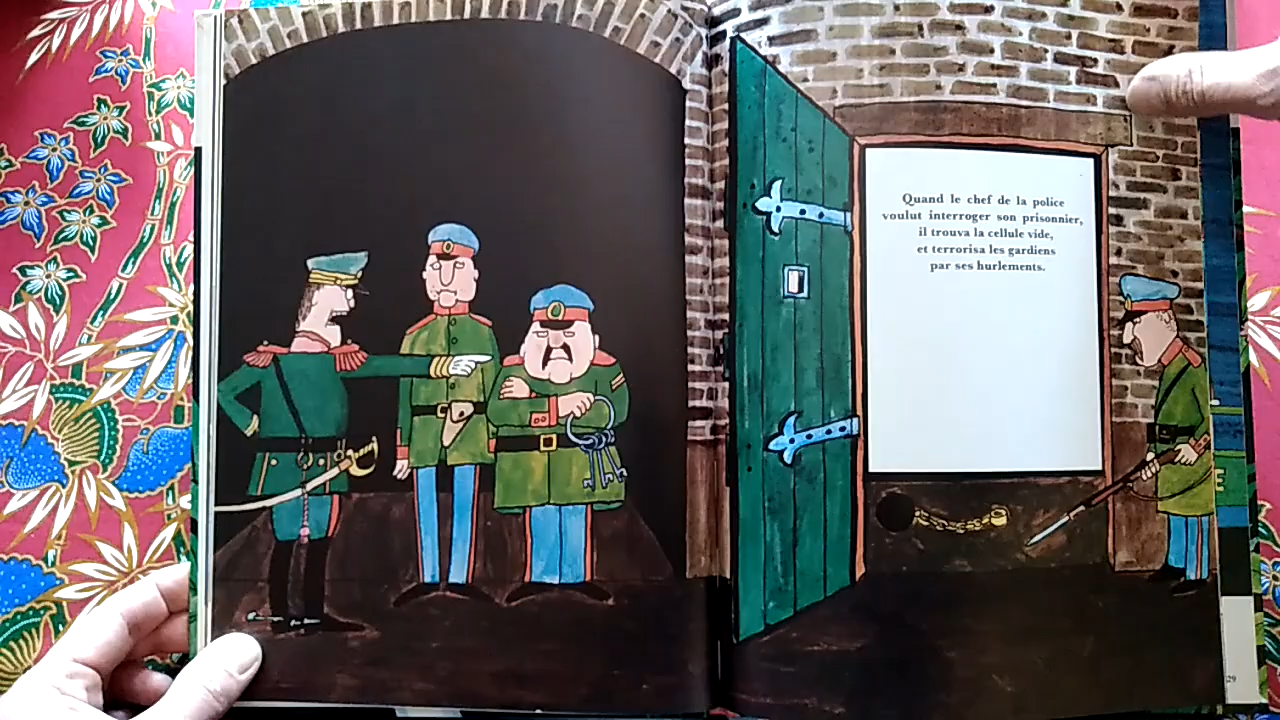 Quand le chef de la police
voulut interroger son prisonnier,
il trouva la cellule vide,
et terrorisa les gardiens
par ses hurlements.
29
E